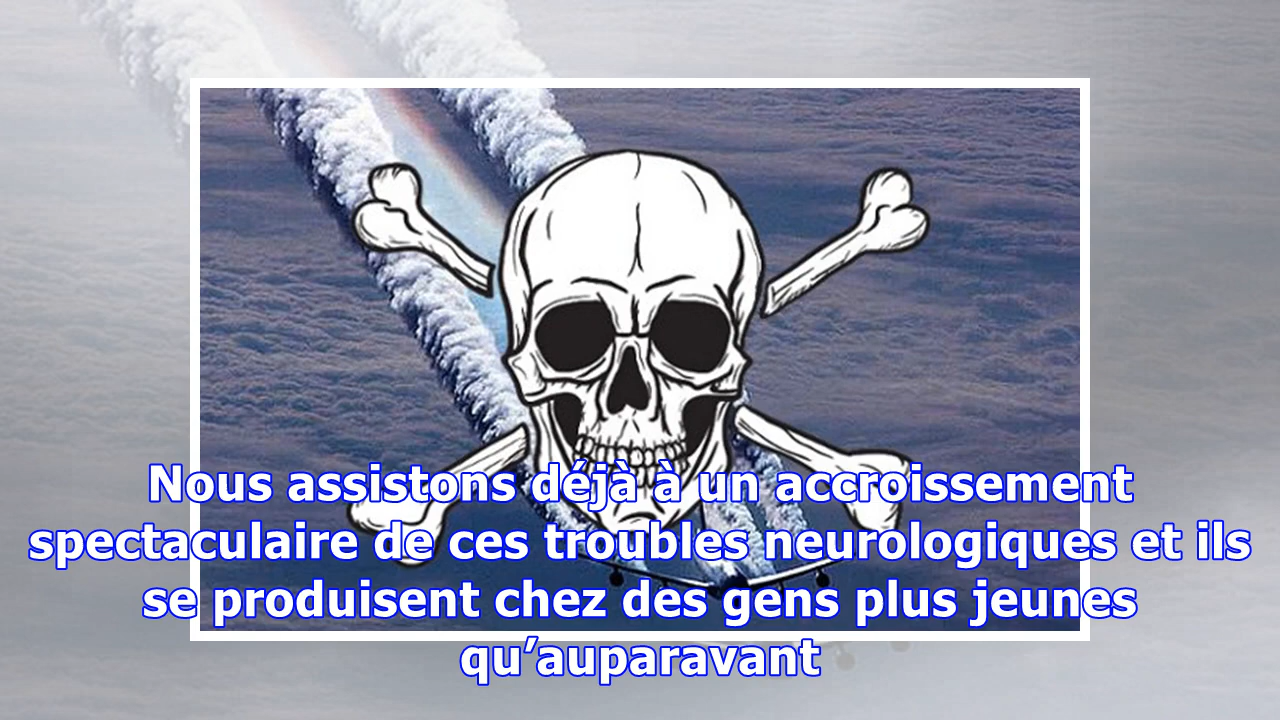 Nous assistons déjà à un accroissement
spectaculaire de ces troubles neurologiques et ils
se produisent chez des gens plus jeunes
qu’auparavant